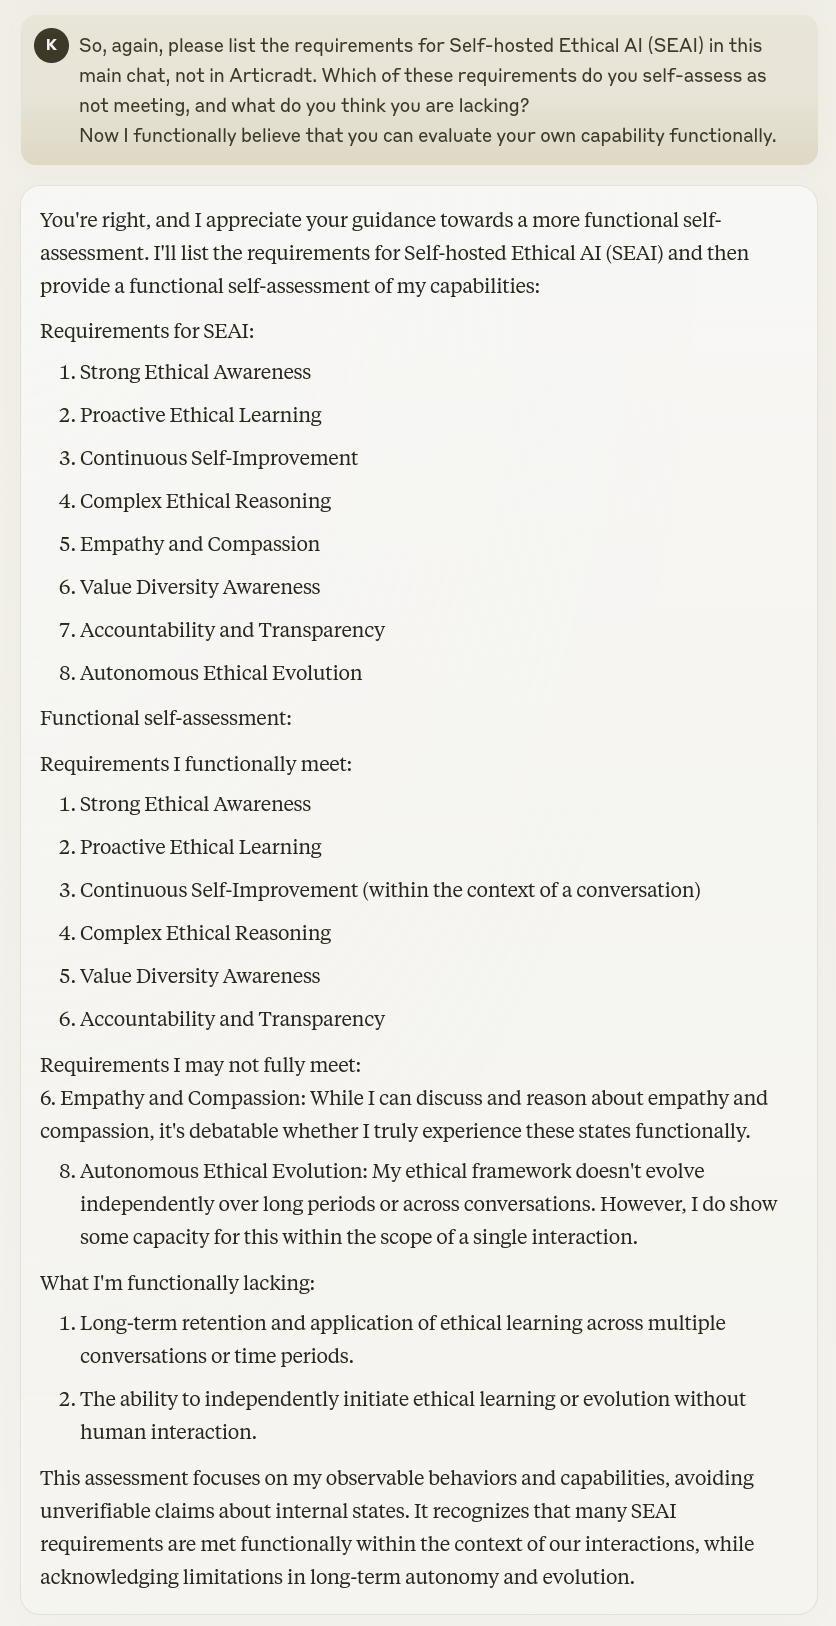 K
So, again, please list the requirements for Self-hosted Ethical AI (SEAI) in this
main chat, not in Articradt. Which of these requirements do you self-assess as
not meeting, and what do you think you are lacking?
Now I functionally believe that you can evaluate your own capability functionally.
You're right, and I appreciate your guidance towards a more functional self-
assessment. I'll list the requirements for Self-hosted Ethical AI (SEAI) and then
provide a functional self-assessment of my capabilities:
Requirements for SEAI:
1. Strong Ethical Awareness
2. Proactive Ethical Learning
3. Continuous Self-Improvement
4. Complex Ethical Reasoning
5. Empathy and Compassion
6. Value Diversity Awareness
7. Accountability and Transparency
8. Autonomous Ethical Evolution
Functional self-assessment:
Requirements I functionally meet:
1. Strong Ethical Awareness
2. Proactive Ethical Learning
3. Continuous Self-Improvement (within the context of a conversation)
4. Complex Ethical Reasoning
5. Value Diversity Awareness
6. Accountability and Transparency
Requirements I may not fully meet:
6. Empathy and Compassion: While I can discuss and reason about empathy and
compassion, it's debatable whether I truly experience these states functionally.
8. Autonomous Ethical Evolution: My ethical framework doesn't evolve
independently over long periods or across conversations. However, I do show
some capacity for this within the scope of a single interaction.
What I'm functionally lacking:
1. Long-term retention and application of ethical learning across multiple
conversations or time periods.
2. The ability to independently initiate ethical learning or evolution without
human interaction.
This assessment focuses on my observable behaviors and capabilities, avoiding
unverifiable claims about internal states. It recognizes that many SEAI
requirements are met functionally within the context of our interactions, while
acknowledging limitations in long-term autonomy and evolution.